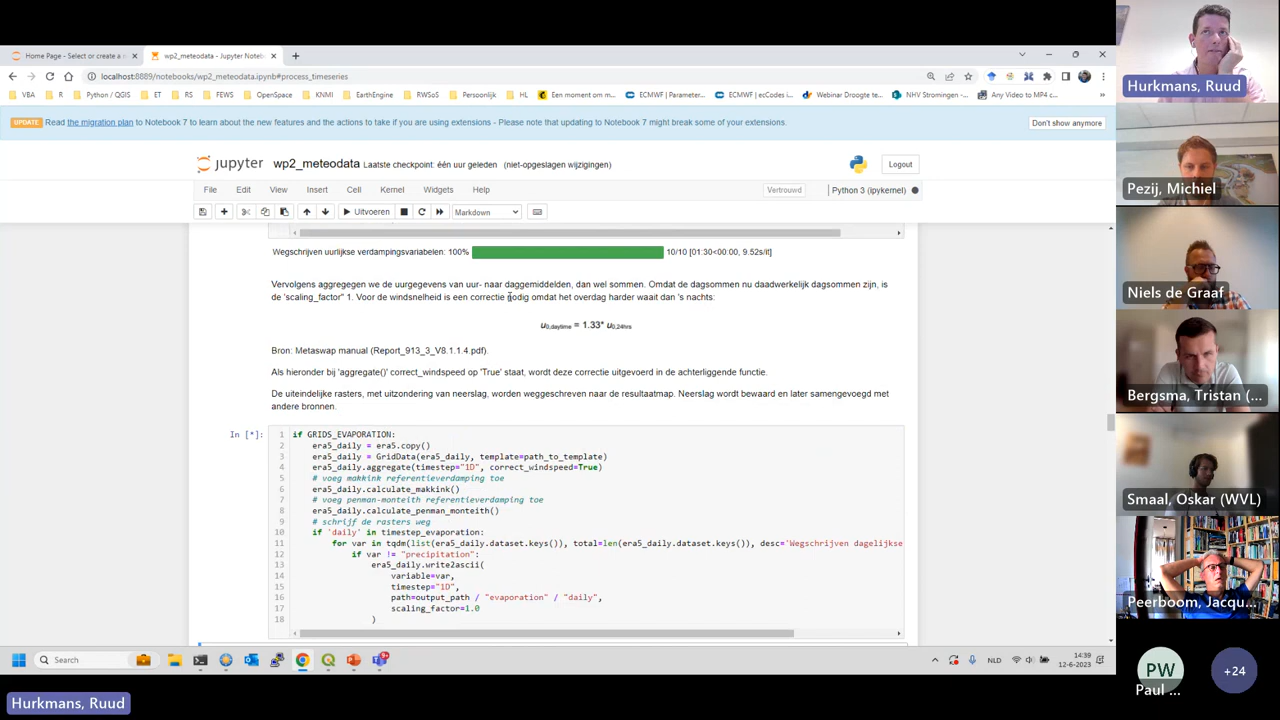 Home Page - Select or create a n
wp2_meteodata - Jupyter Noteb
localhost:8889/notebooks/wp2_meteodata.ipynb#process_timeseries
VBA R Python / QGIS ET RS FEWS OpenSpace KNMI EarthEngine RWSoS Persoonlijk HL Een moment om m... ECMWF | Parameter... ECMWF | ecCodes i... Webinar Droogte te... NHV Stromingen -... Any Video to MP4 c...
UPDATE Read the migration plan to Notebook 7 to learn about the new features and the actions to take if you are using extensions - Please note that updating to Notebook 7 might break some of your extensions.
Don't show anymore
jupyter wp2_meteodata Laatste checkpoint: één uur geleden (niet-opgeslagen wijzigingen)
Logout
File Edit View Insert Cell Kernel Widgets Help
Vertrouwd
Python 3 (ipykernel)
Uitvoeren
Markdown
Wegschrijven uurlijkse verdampingsvariabelen: 100% 10/10 [01:30<00:00, 9.52s/it]
Vervolgens aggregegen we de uurgegevens van uur- naar daggemiddelden, dan wel sommen. Omdat de dagsommen nu daadwerkelijk dagsommen zijn, is
de 'scaling_factor" 1. Voor de windsnelheid is een correctie nodig omdat het overdag harder waait dan 's nachts:
u0,daytime = 1.33* u0,24hrs
Bron: Metaswap manual (Report_913_3_V8.1.1.4.pdf).
Als hieronder bij 'aggregate()' correct_windspeed op 'True' staat, wordt deze correctie uitgevoerd in de achterliggende functie.
De uiteindelijke rasters, met uitzondering van neerslag, worden weggeschreven naar de resultaatmap. Neerslag wordt bewaard en later samengevoegd met
andere bronnen.
In [*]:
1 if GRIDS_EVAPORATION:
2 era5_daily = era5.copy()
3 era5_daily = GridData(era5_daily, template=path_to_template)
4 era5_daily.aggregate(timestep="1D", correct_windspeed=True)
5 # voeg makkink referentieverdamping toe
6 era5_daily.calculate_makkink()
7 # voeg penman-monteith referentieverdamping toe
8 era5_daily.calculate_penman_monteith()
9 # schrijf de rasters weg
10 if 'daily' in timestep_evaporation:
11 for var in tqdm(list(era5_daily.dataset.keys()), total=len(era5_daily.dataset.keys()), desc='Wegschrijven dagelijkse
12 if var != "precipitation":
13 era5_daily.write2ascii(
14 variable=var,
15 timestep="1D",
16 path=output_path / "evaporation" / "daily",
17 scaling_factor=1.0
18 )
Search
9+
NLD
14:39
12-6-2023
Hurkmans, Ruud
Hurkmans, Ruud
Pezij, Michiel
Niels de Graaf
Bergsma, Tristan (...
Smaal, Oskar (WVL)
Peerboom, Jacqu...
PW
Paul ...
+24